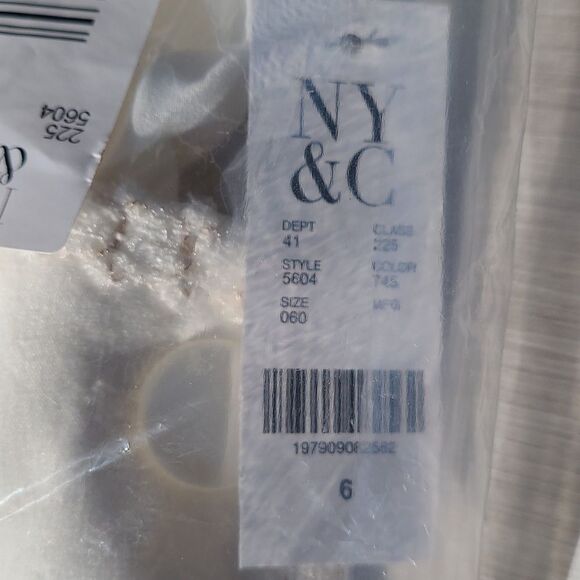 NY
&C
DEPT CLASS
41 225
STYLE COLOR
5604 745
SIZE MFG
060
6
225
5604
&